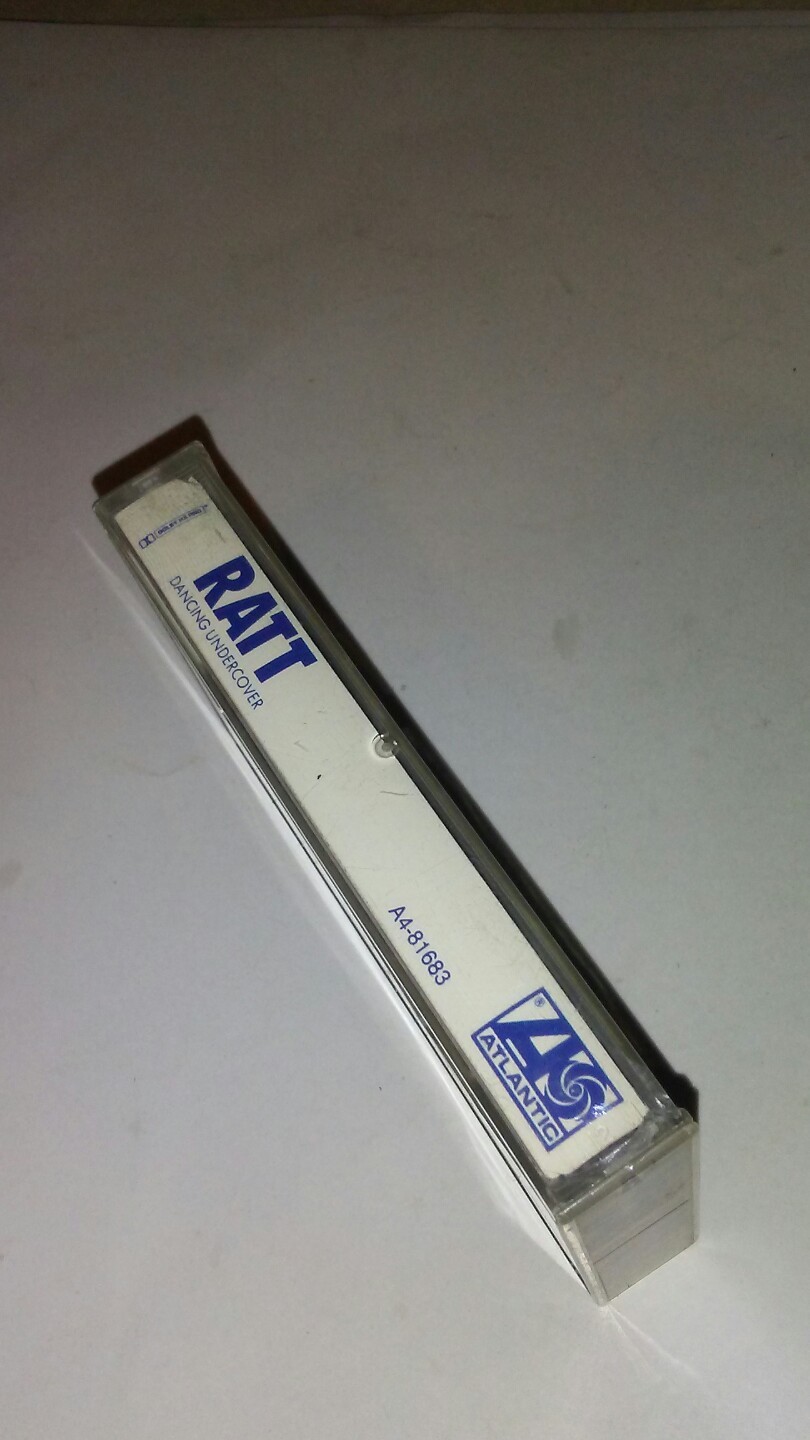 RATT
DANCING UNDERCOVER
A4-81683
ATLANTIC
®